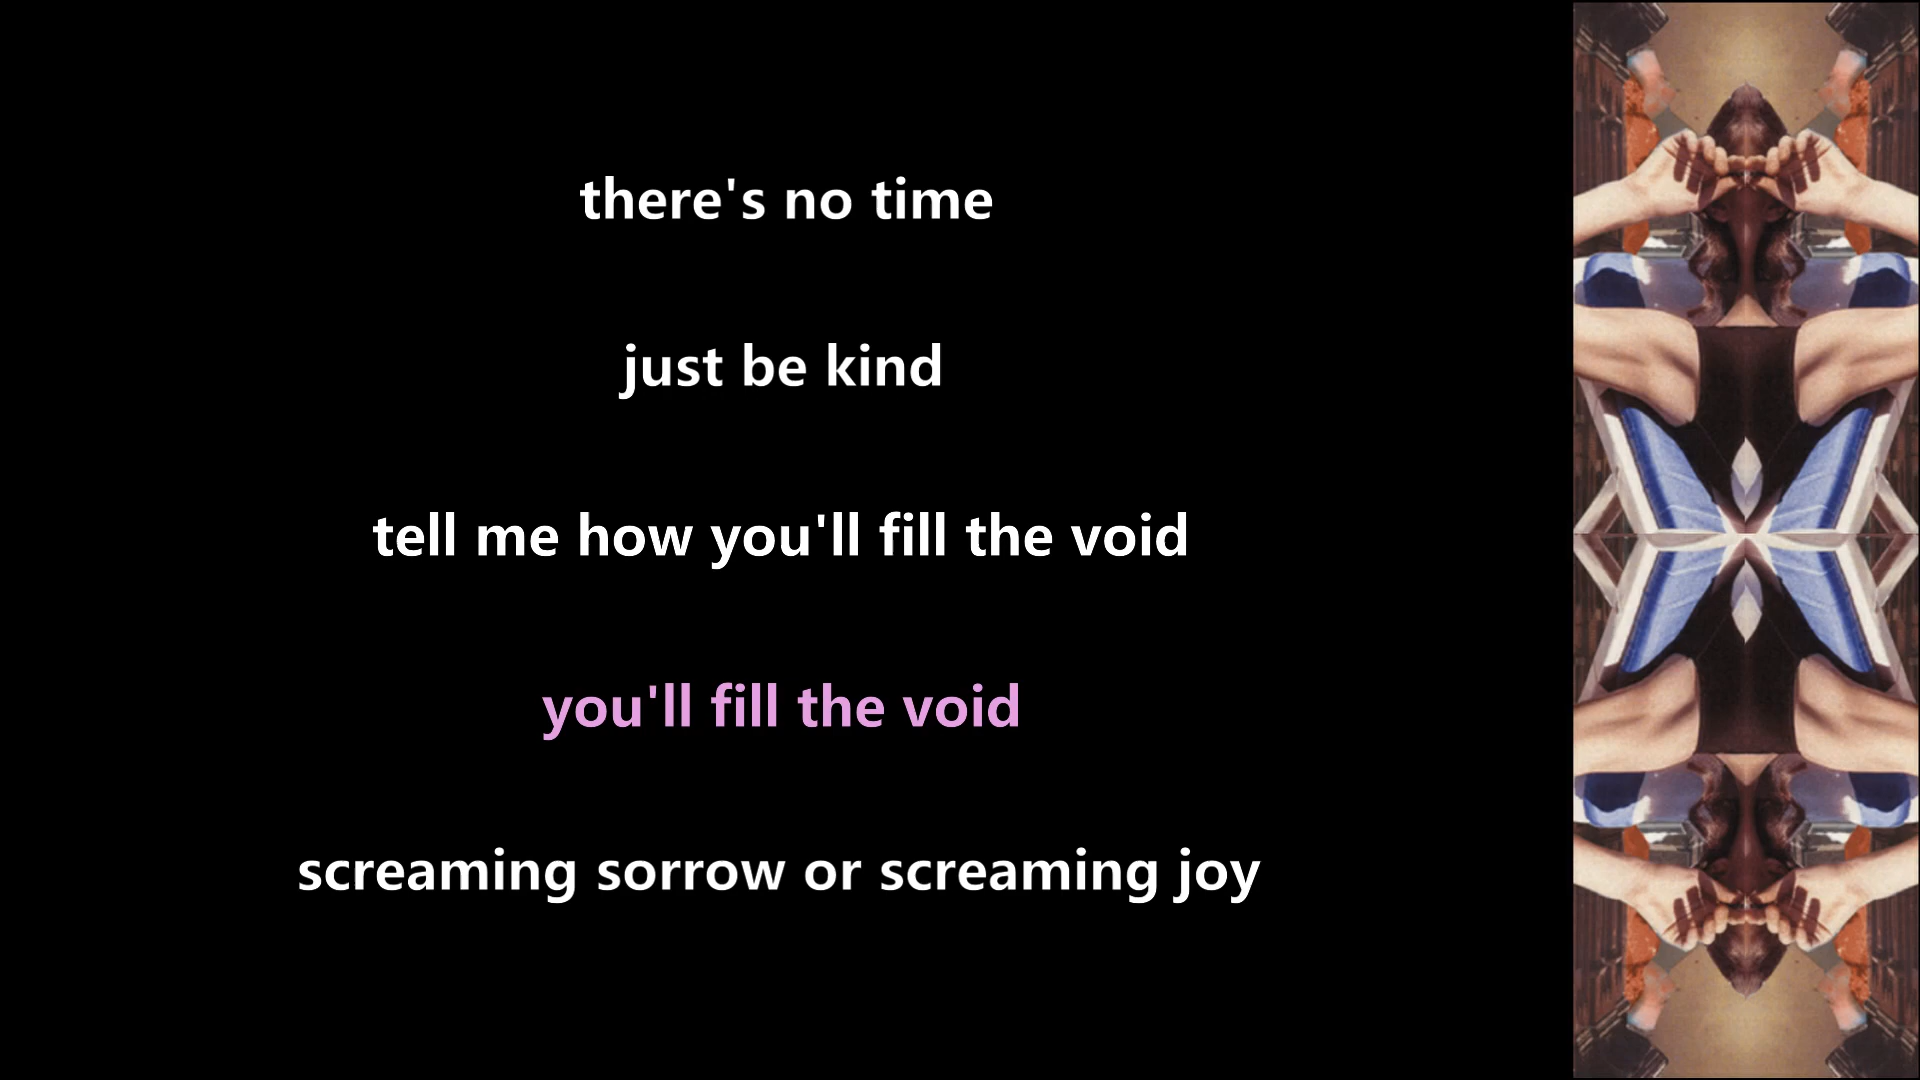 there's no time
just be kind
tell me how you'll fill the void
you'll fill the void
screaming sorrow or screaming joy